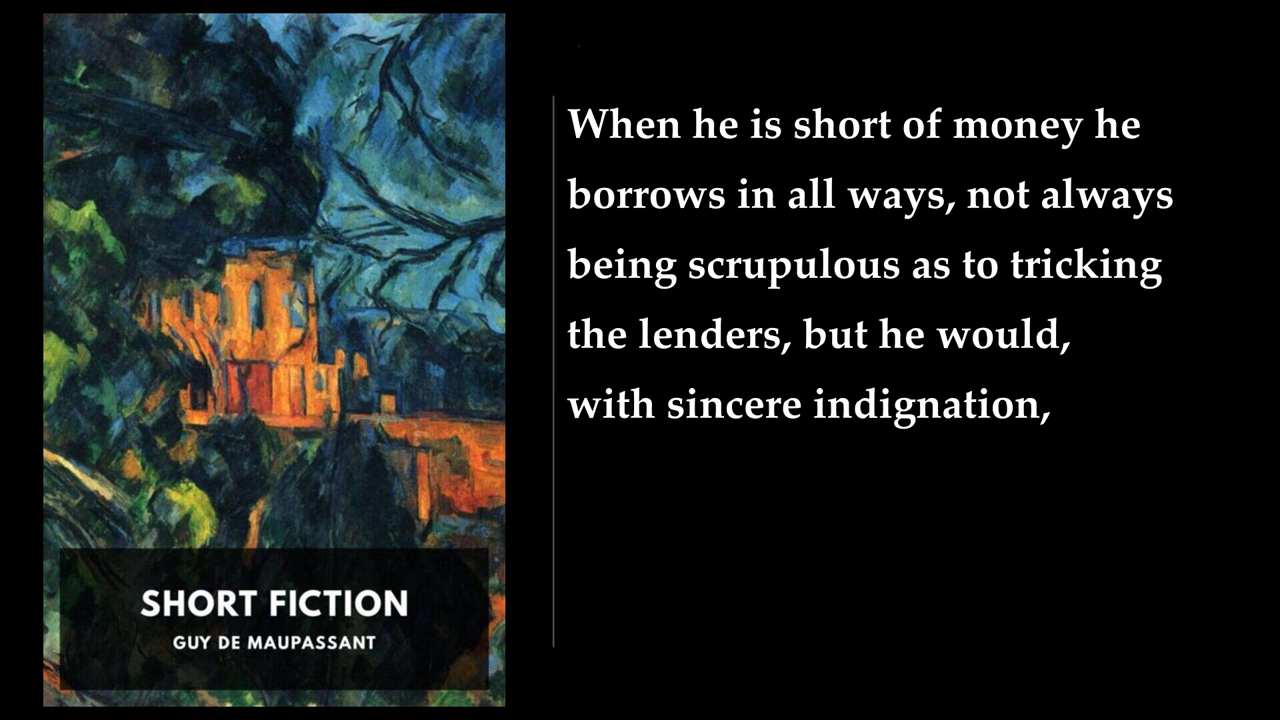 When he is short of money he
borrows in all ways, not always
being scrupulous as to tricking
the lenders, but he would,
with sincere indignation,
SHORT FICTION
GUY DE MAUPASSANT